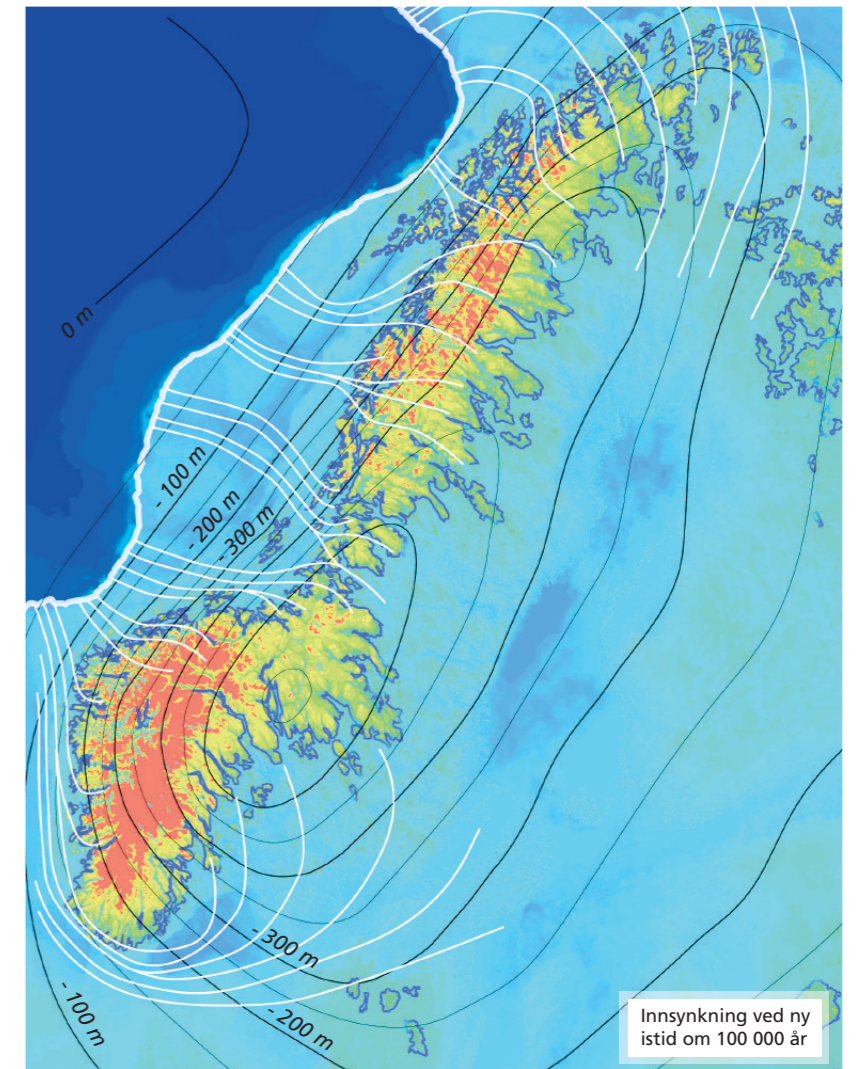 0 m
- 100 m
- 200 m
- 300 m
- 300 m
- 200 m
- 100 m
Innsynkning ved ny
istid om 100 000 år